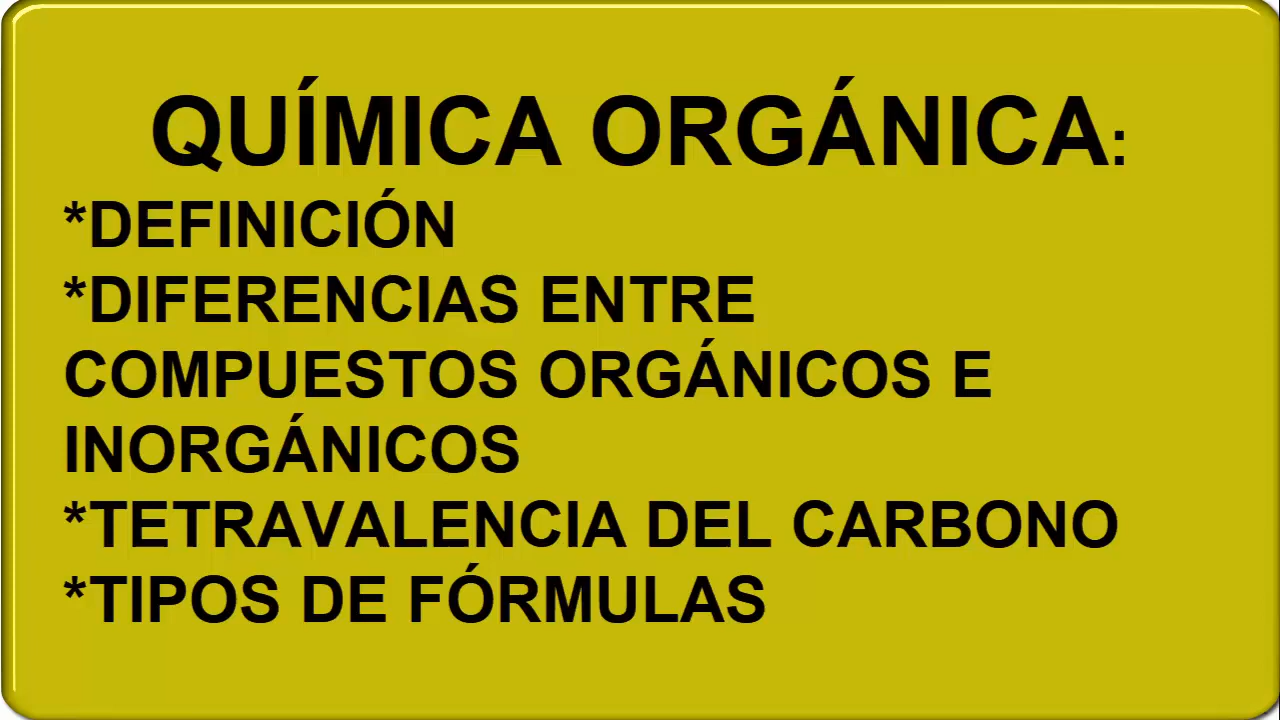 QUÍMICA ORGÁNICA:
*DEFINICIÓN
*DIFERENCIAS ENTRE
COMPUESTOS ORGÁNICOS E
INORGÁNICOS
*TETRAVALENCIA DEL CARBONO
*TIPOS DE FÓRMULAS